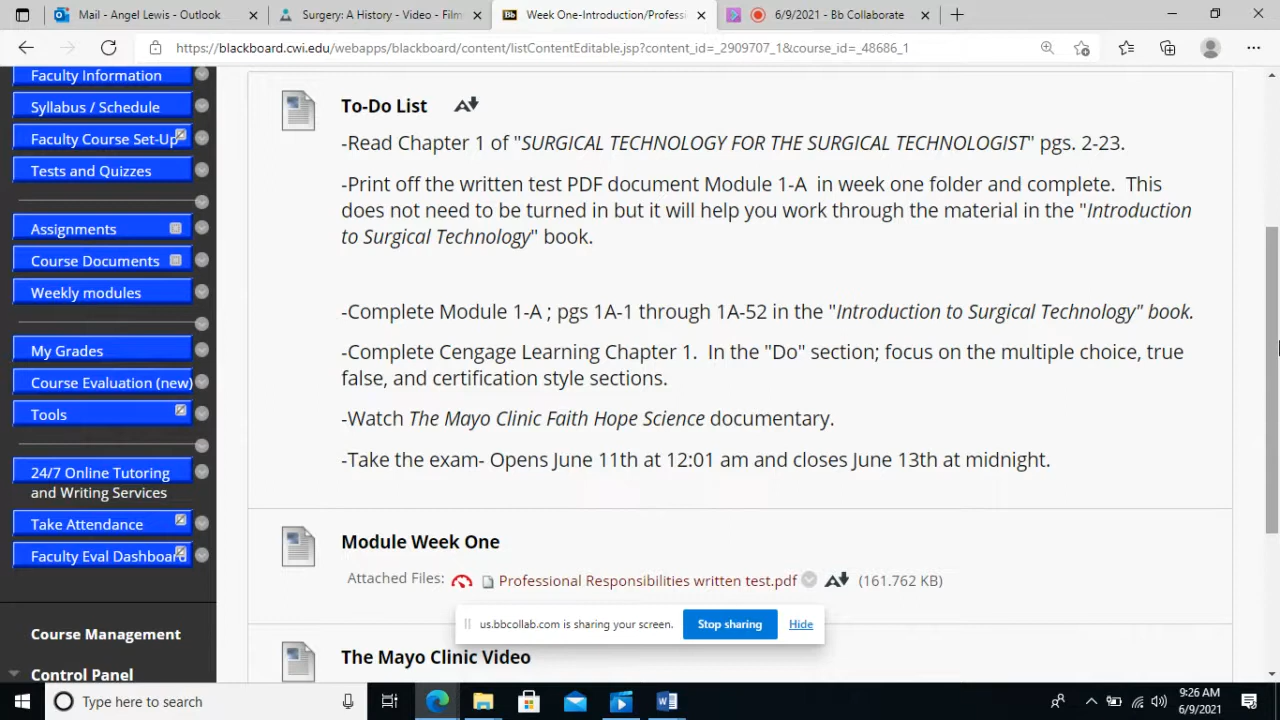 Mail - Angel Lewis - Outlook
Surgery: A History - Video - Film
Week One-Introduction/Profess
6/9/2021 - Bb Collaborate
https://blackboard.cwi.edu/webapps/blackboard/content/listContentEditable.jsp?content_id=_2909707_1&course_id=_48686_1
Faculty Information
Syllabus / Schedule
Faculty Course Set-Up
Tests and Quizzes
Assignments
Course Documents
Weekly modules
My Grades
Course Evaluation (new)
Tools
24/7 Online Tutoring
and Writing Services
Take Attendance
Faculty Eval Dashboard
Course Management
Control Panel
To-Do List
-Read Chapter 1 of "SURGICAL TECHNOLOGY FOR THE SURGICAL TECHNOLOGIST" pgs. 2-23.
-Print off the written test PDF document Module 1-A in week one folder and complete. This
does not need to be turned in but it will help you work through the material in the "Introduction
to Surgical Technology" book.
-Complete Module 1-A ; pgs 1A-1 through 1A-52 in the "Introduction to Surgical Technology" book.
-Complete Cengage Learning Chapter 1. In the "Do" section; focus on the multiple choice, true
false, and certification style sections.
-Watch The Mayo Clinic Faith Hope Science documentary.
-Take the exam- Opens June 11th at 12:01 am and closes June 13th at midnight.
Module Week One
Attached Files: Professional Responsibilities written test.pdf (161.762 KB)
us.bbcollab.com is sharing your screen. Stop sharing Hide
The Mayo Clinic Video
Type here to search
9:26 AM
6/9/2021